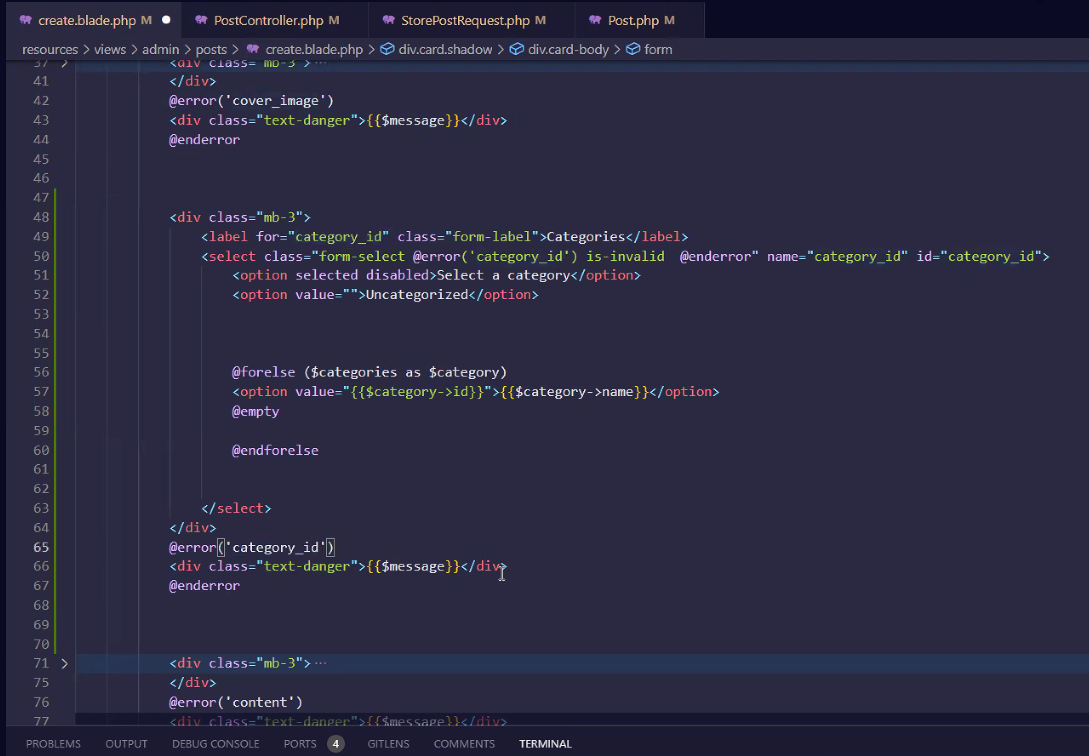 create.blade.php M
PostController.php M
StorePostRequest.php M
Post.php M
resources > views > admin > posts > create.blade.php > div.card.shadow > div.card-body > form
37 > <div class="mb-3"> ...
41 </div>
42 @error('cover_image')
43 <div class="text-danger">{{$message}}</div>
44 @enderror
45
46
47
48 <div class="mb-3">
49 <label for="category_id" class="form-label">Categories</label>
50 <select class="form-select @error('category_id') is-invalid  @enderror" name="category_id" id="category_id">
51 <option selected disabled>Select a category</option>
52 <option value="">Uncategorized</option>
53
54
55
56 @forelse ($categories as $category)
57 <option value="{{$category->id}}">{{$category->name}}</option>
58 @empty
59
60 @endforelse
61
62
63 </select>
64 </div>
65 @error('category_id')
66 <div class="text-danger">{{$message}}</div>
67 @enderror
68
69
70
71 > <div class="mb-3"> ...
75 </div>
76 @error('content')
77 <div class="text-danger">{{$message}}</div>
PROBLEMS OUTPUT DEBUG CONSOLE PORTS 4 GITLENS COMMENTS TERMINAL